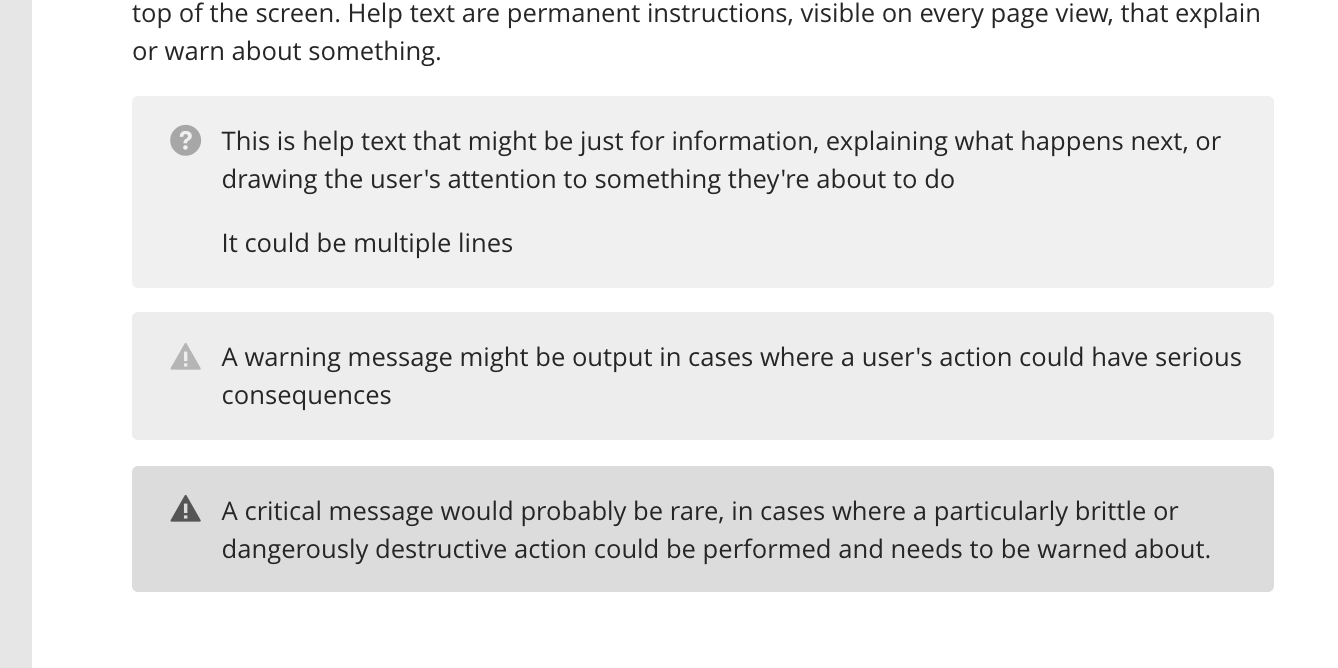 top of the screen. Help text are permanent instructions, visible on every page view, that explain
or warn about something.
This is help text that might be just for information, explaining what happens next, or
drawing the user's attention to something they're about to do
It could be multiple lines
A warning message might be output in cases where a user's action could have serious
consequences
A critical message would probably be rare, in cases where a particularly brittle or
dangerously destructive action could be performed and needs to be warned about.